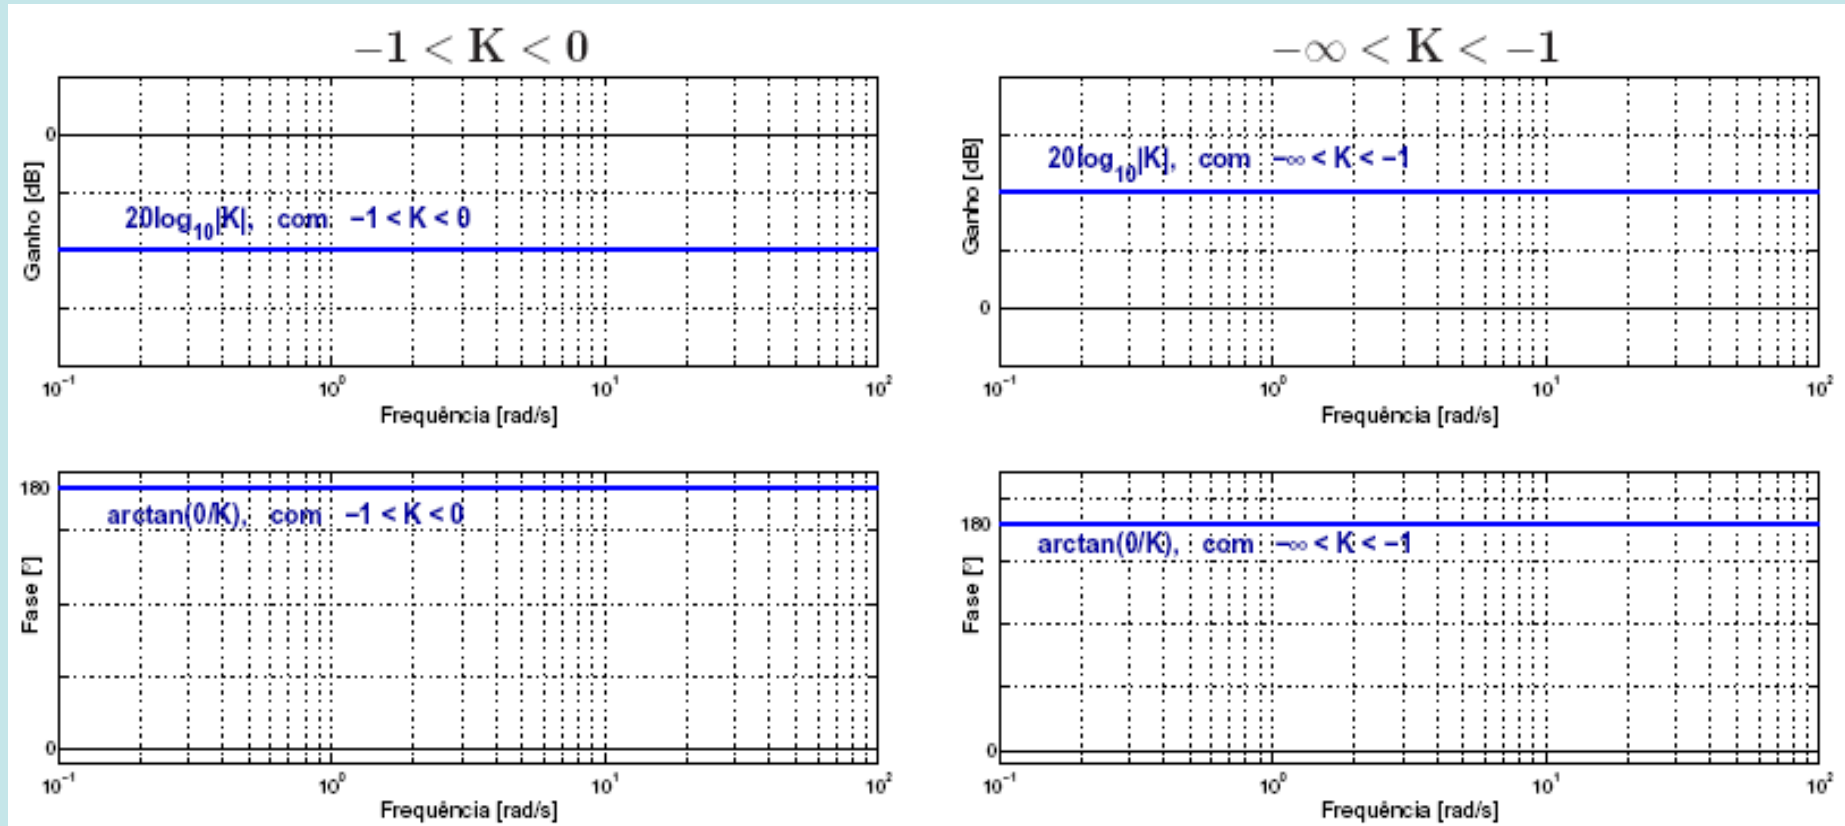 −1 < K < 0
0
20log10|K|, com −1 < K < 0
Ganho [dB]
10−1 100 101 102
Frequência [rad/s]
180
arctan(0/K), com −1 < K < 0
Fase [°]
0
10−1 100 101 102
Frequência [rad/s]
−∞ < K < −1
20log10|K|, com −∞ < K < −1
Ganho [dB]
0
10−1 100 101 102
Frequência [rad/s]
180
arctan(0/K), com −∞ < K < −1
Fase [°]
0
10−1 100 101 102
Frequência [rad/s]